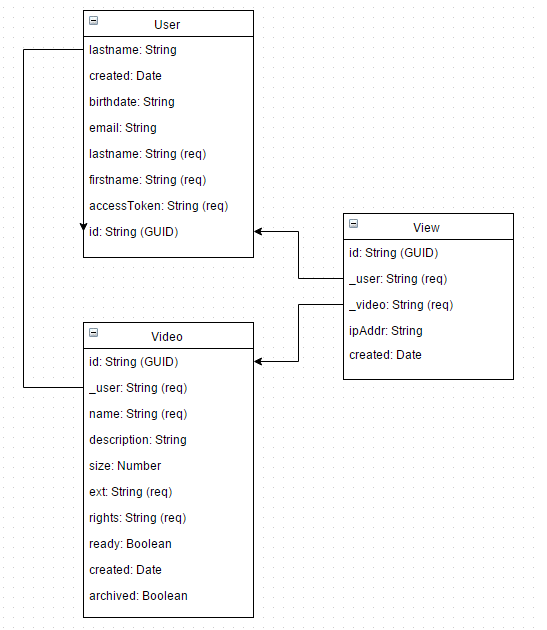 User
lastname: String
created: Date
birthdate: String
email: String
lastname: String (req)
firstname: String (req)
accessToken: String (req)
id: String (GUID)
View
id: String (GUID)
_user: String (req)
_video: String (req)
ipAddr: String
created: Date
Video
id: String (GUID)
_user: String (req)
name: String (req)
description: String
size: Number
ext: String (req)
rights: String (req)
ready: Boolean
created: Date
archived: Boolean